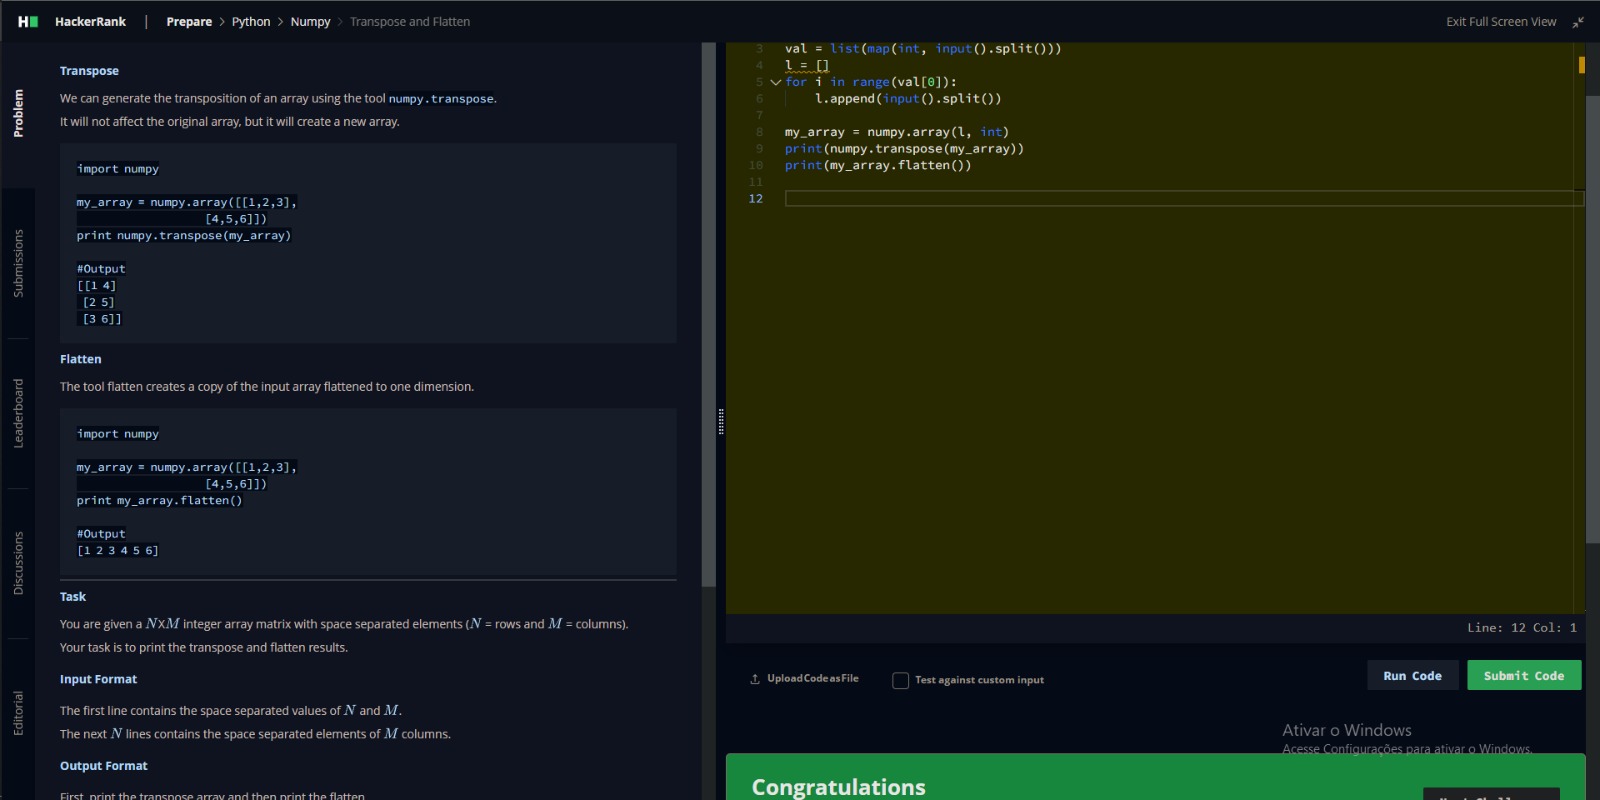 HackerRank | Prepare > Python > Numpy > Transpose and Flatten
Exit Full Screen View
Problem
Submissions
Leaderboard
Discussions
Editorial
Transpose
We can generate the transposition of an array using the tool numpy.transpose.
It will not affect the original array, but it will create a new array.
import numpy
my_array = numpy.array([[1,2,3],
[4,5,6]])
print numpy.transpose(my_array)
#Output
[[1 4]
[2 5]
[3 6]]
Flatten
The tool flatten creates a copy of the input array flattened to one dimension.
import numpy
my_array = numpy.array([[1,2,3],
[4,5,6]])
print my_array.flatten()
#Output
[1 2 3 4 5 6]
Task
You are given a NXM integer array matrix with space separated elements (N = rows and M = columns).
Your task is to print the transpose and flatten results.
Input Format
The first line contains the space separated values of N and M.
The next N lines contains the space separated elements of M columns.
Output Format
First, print the transpose array and then print the flatten.
3 val = list(map(int, input().split()))
4 l = []
5 for i in range(val[0]):
6 l.append(input().split())
7
8 my_array = numpy.array(l, int)
9 print(numpy.transpose(my_array))
10 print(my_array.flatten())
11
12
Line: 12 Col: 1
Upload Code as File
Test against custom input
Run Code
Submit Code
Ativar o Windows
Acesse Configurações para ativar o Windows.
Congratulations